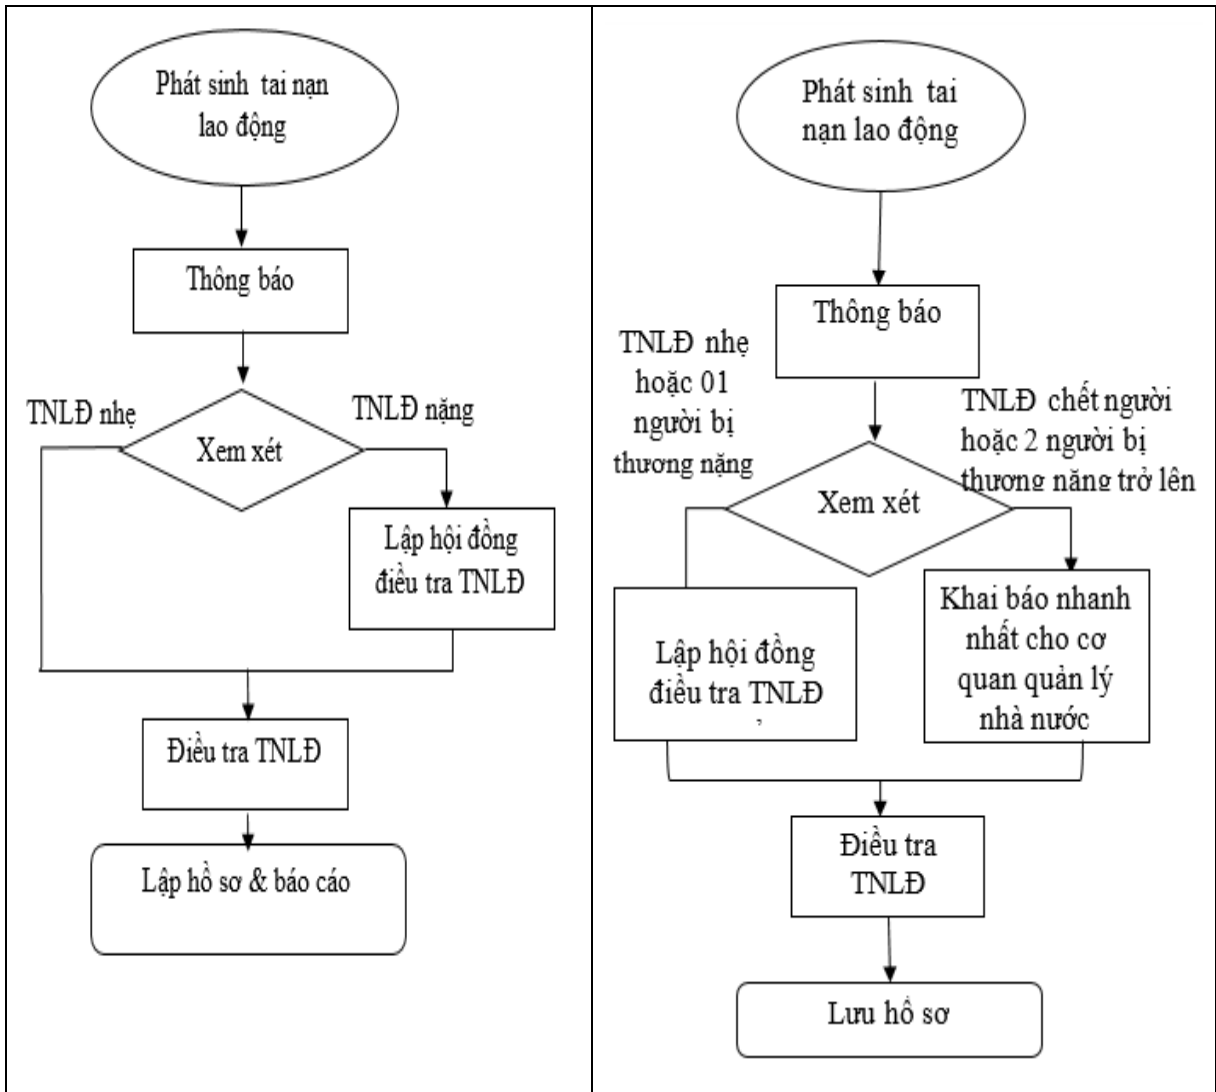 Phát sinh tai nạn
lao động
Thông báo
TNLĐ nhẹ
TNLĐ nặng
Xem xét
Lập hội đồng
điều tra TNLĐ
Điều tra TNLĐ
Lập hồ sơ & báo cáo
Phát sinh tai
nạn lao động
Thông báo
TNLĐ nhẹ
hoặc 01
người bị
thương nặng
TNLĐ chết người
hoặc 2 người bị
thương năng trở lên
Xem xét
Lập hội đồng
điều tra TNLĐ
Khai báo nhanh
nhất cho cơ
quan quản lý
nhà nước
Điều tra
TNLĐ
Lưu hồ sơ